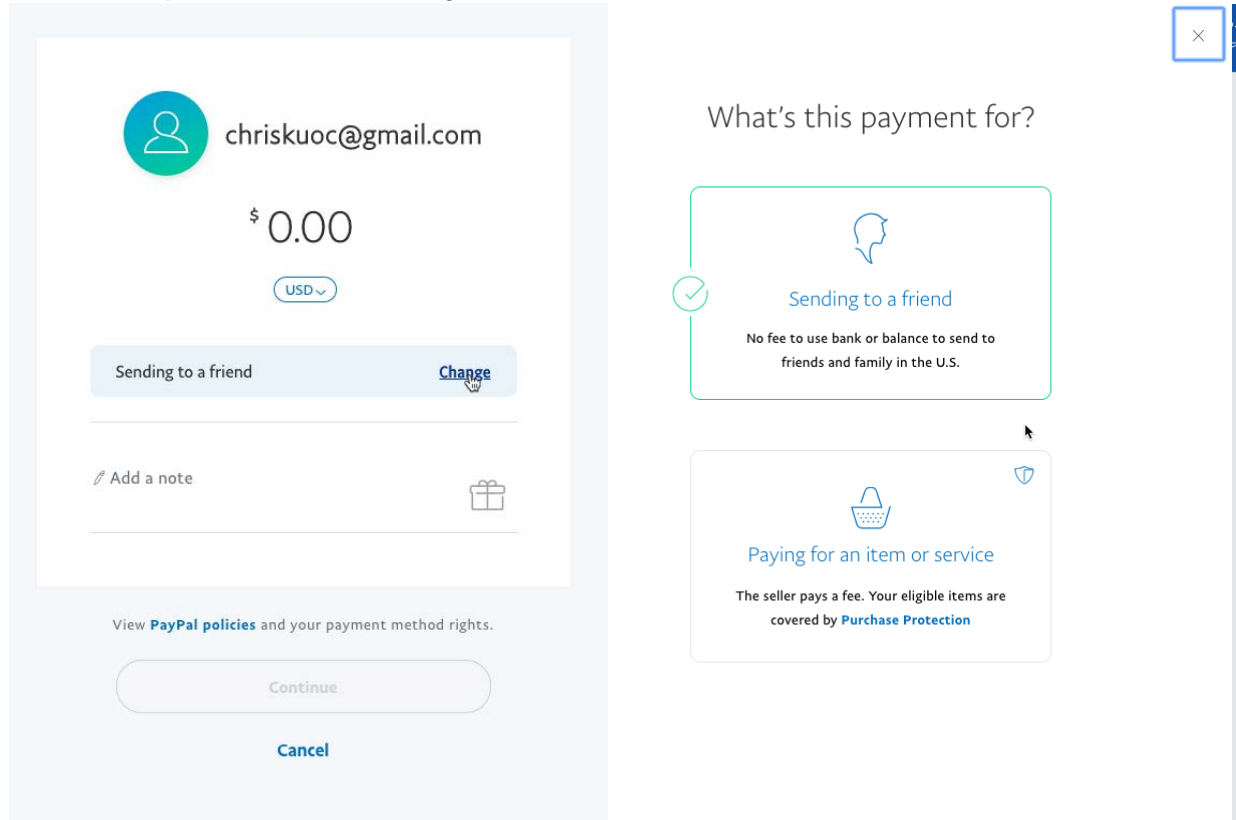 chriskuoc@gmail.com
$ 0.00
USD
Sending to a friend
Change
Add a note
View PayPal policies and your payment method rights.
Continue
Cancel
What's this payment for?
Sending to a friend
No fee to use bank or balance to send to
friends and family in the U.S.
Paying for an item or service
The seller pays a fee. Your eligible items are
covered by Purchase Protection